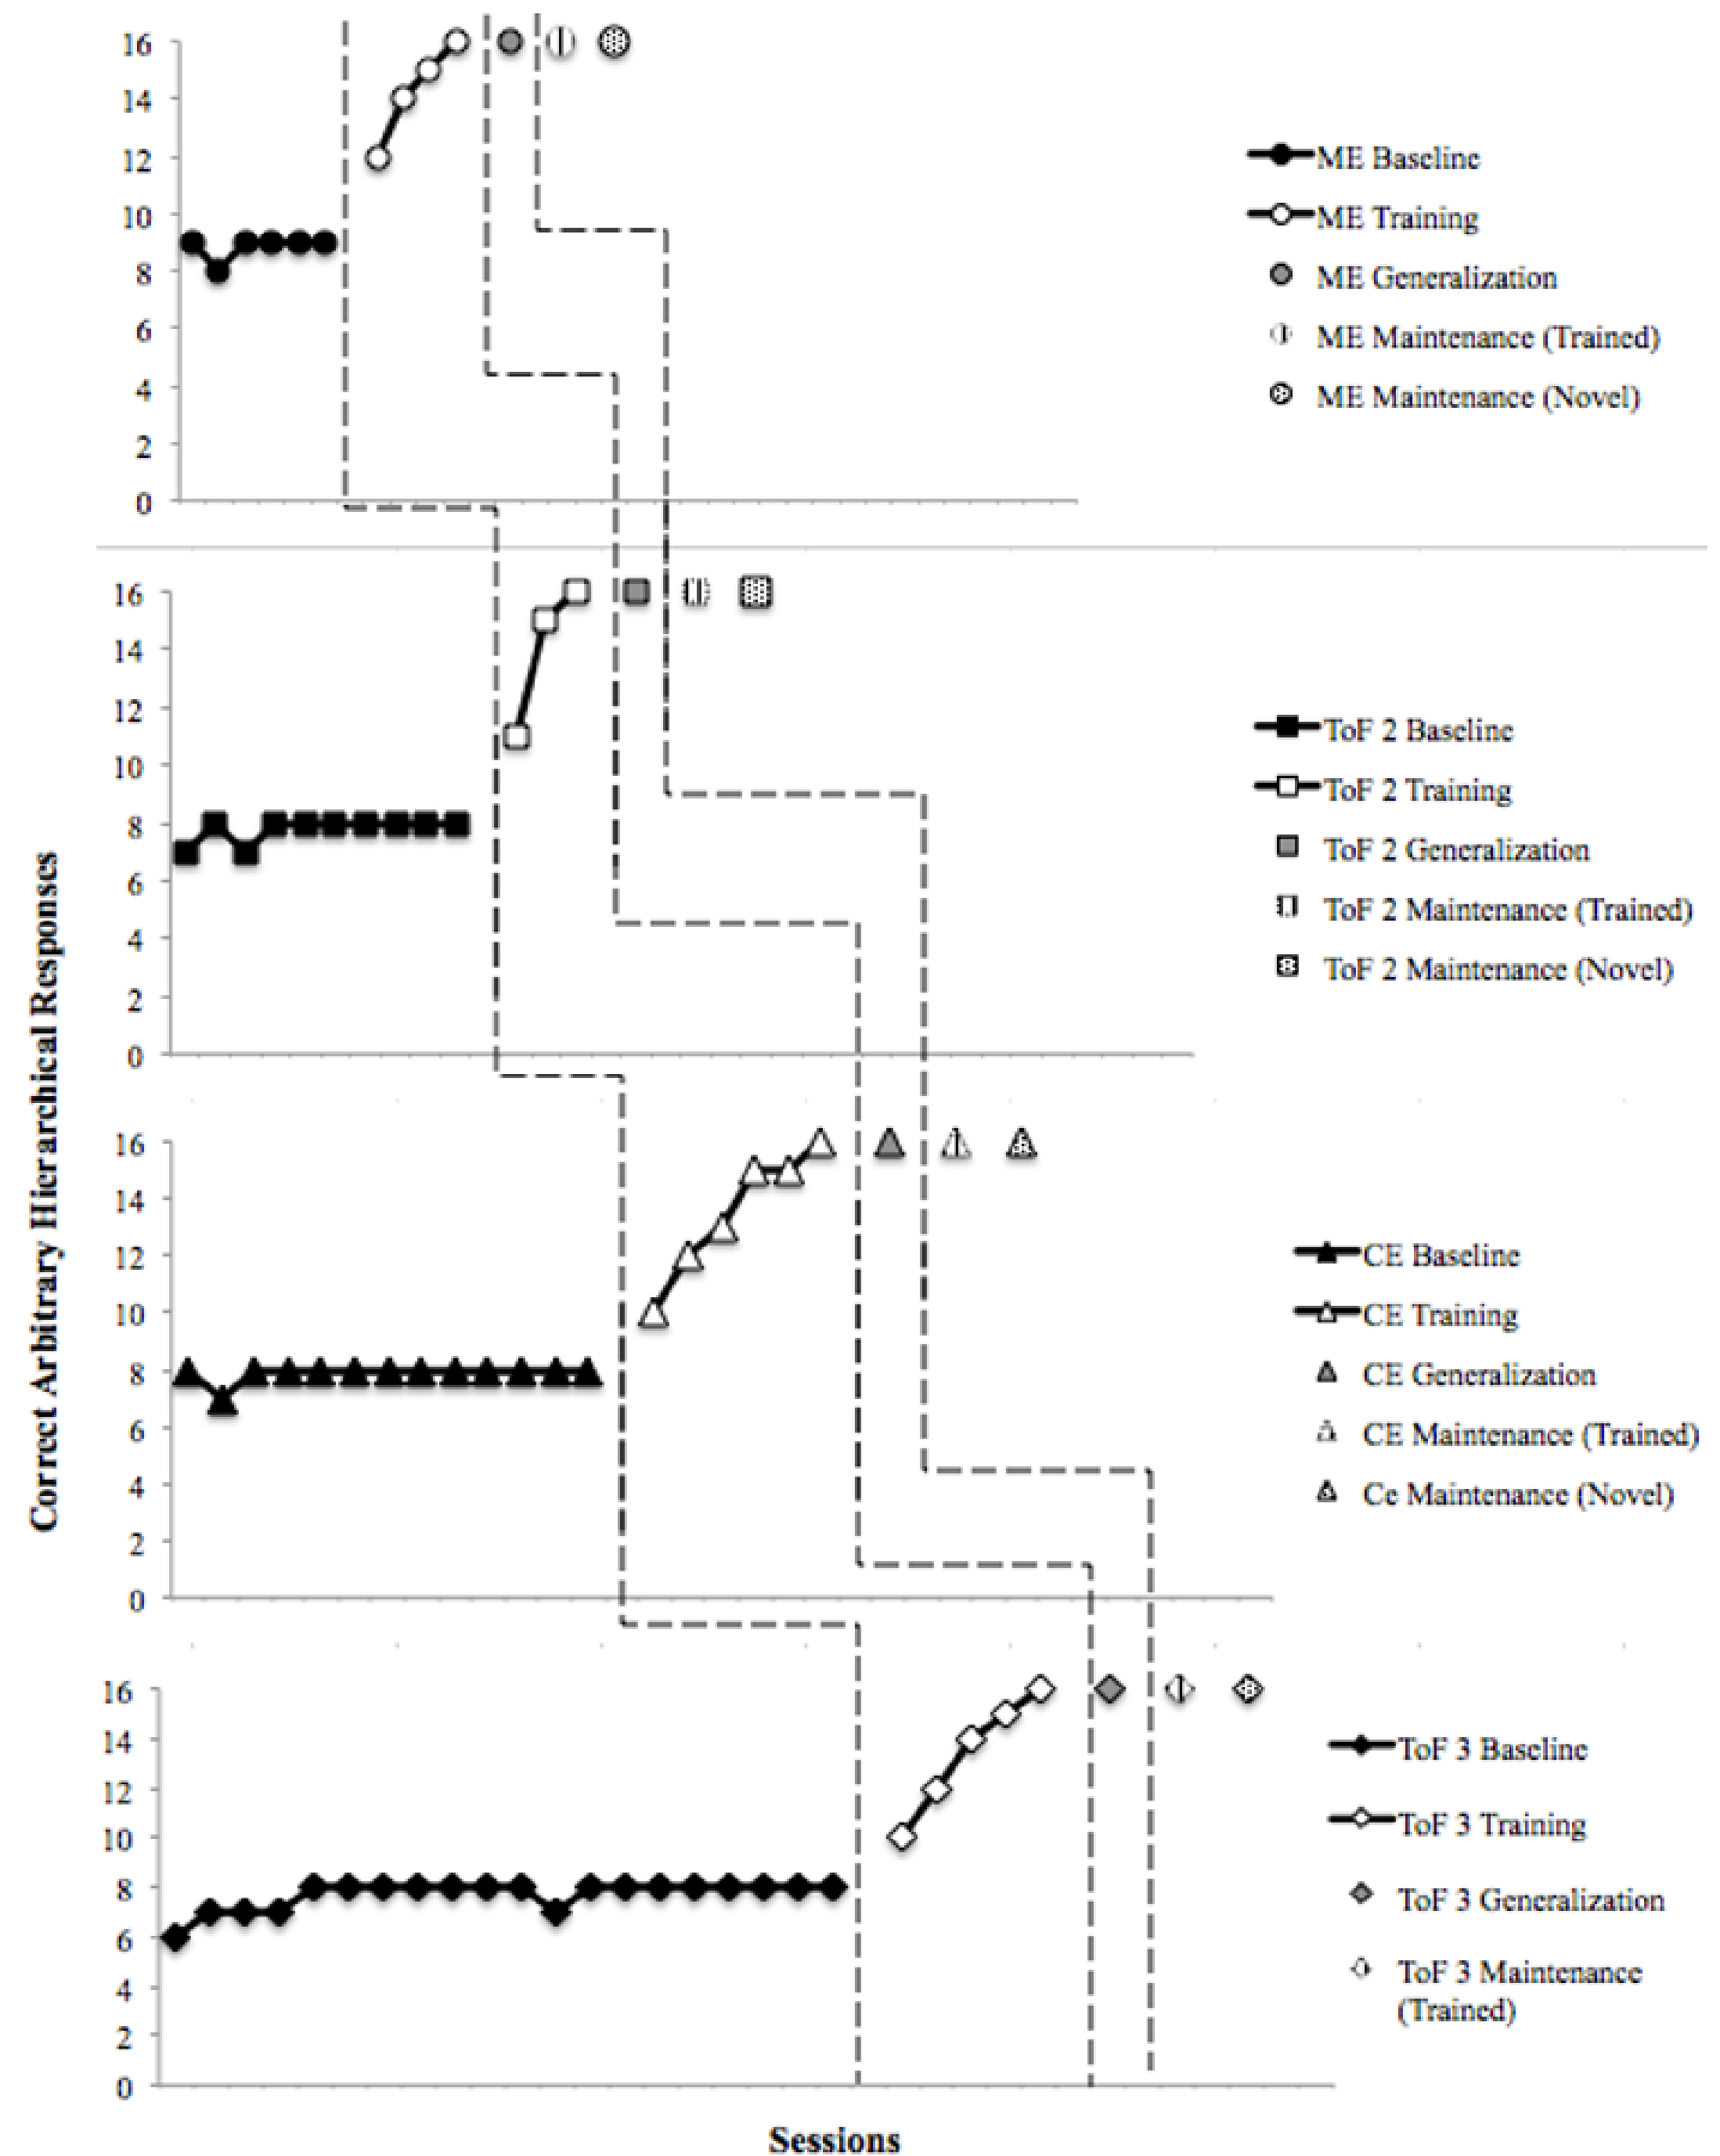 16
14
12
10
8
6
4
2
0
ME Baseline
ME Training
ME Generalization
ME Maintenance (Trained)
ME Maintenance (Novel)
Correct Arbitrary Hierarchical Responses
16
14
12
10
8
6
4
2
0
ToF 2 Baseline
ToF 2 Training
ToF 2 Generalization
ToF 2 Maintenance (Trained)
ToF 2 Maintenance (Novel)
16
14
12
10
8
6
4
2
0
CE Baseline
CE Training
CE Generalization
CE Maintenance (Trained)
Ce Maintenance (Novel)
16
14
12
10
8
6
4
2
0
ToF 3 Baseline
ToF 3 Training
ToF 3 Generalization
ToF 3 Maintenance
(Trained)
Sessions